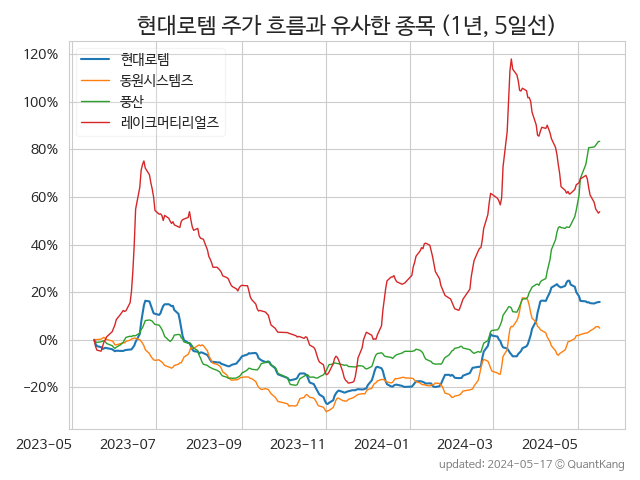 현대로템 주가 흐름과 유사한 종목 (1년, 5일선)
현대로템
동원시스템즈
풍산
레이크머티리얼즈
120%
100%
80%
60%
40%
20%
0%
−20%
2023-05 2023-07 2023-09 2023-11 2024-01 2024-03 2024-05
updated: 2024-05-17 © QuantKang